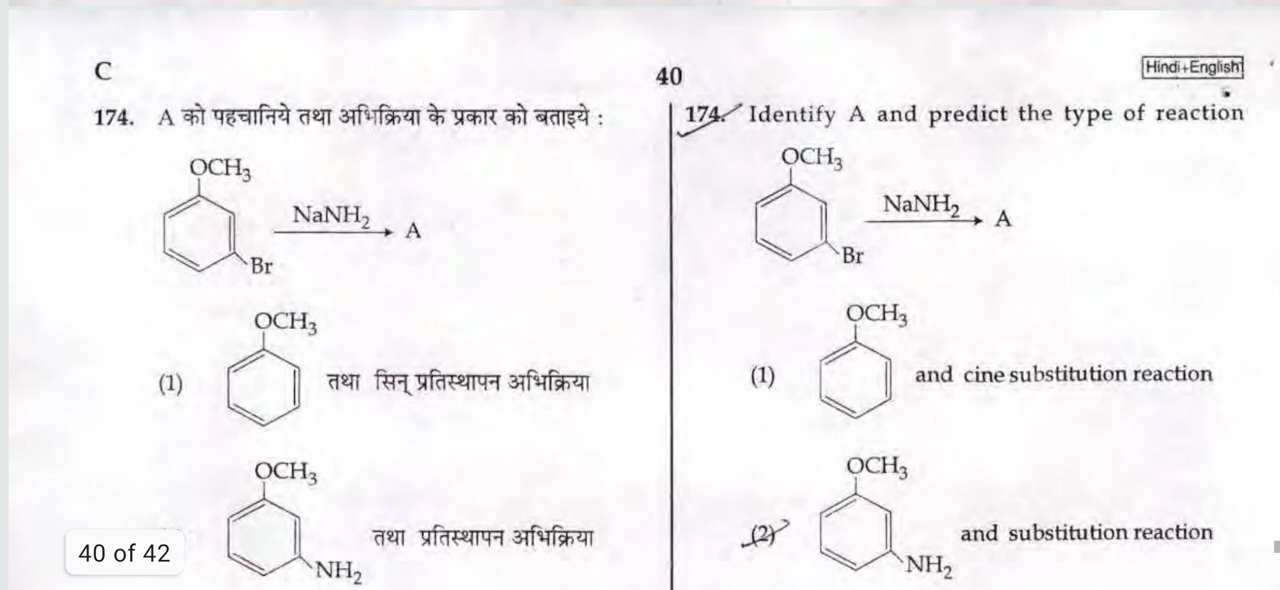 C
40
Hindi+English
174. A को पहचानिये तथा अभिक्रिया के प्रकार को बताइये :
OCH3
Br
NaNH2
A
(1)
OCH3
तथा सिन् प्रतिस्थापन अभिक्रिया
OCH3
NH2
तथा प्रतिस्थापन अभिक्रिया
40 of 42
174. Identify A and predict the type of reaction
OCH3
Br
NaNH2
A
(1)
OCH3
and cine substitution reaction
(2)
OCH3
NH2
and substitution reaction